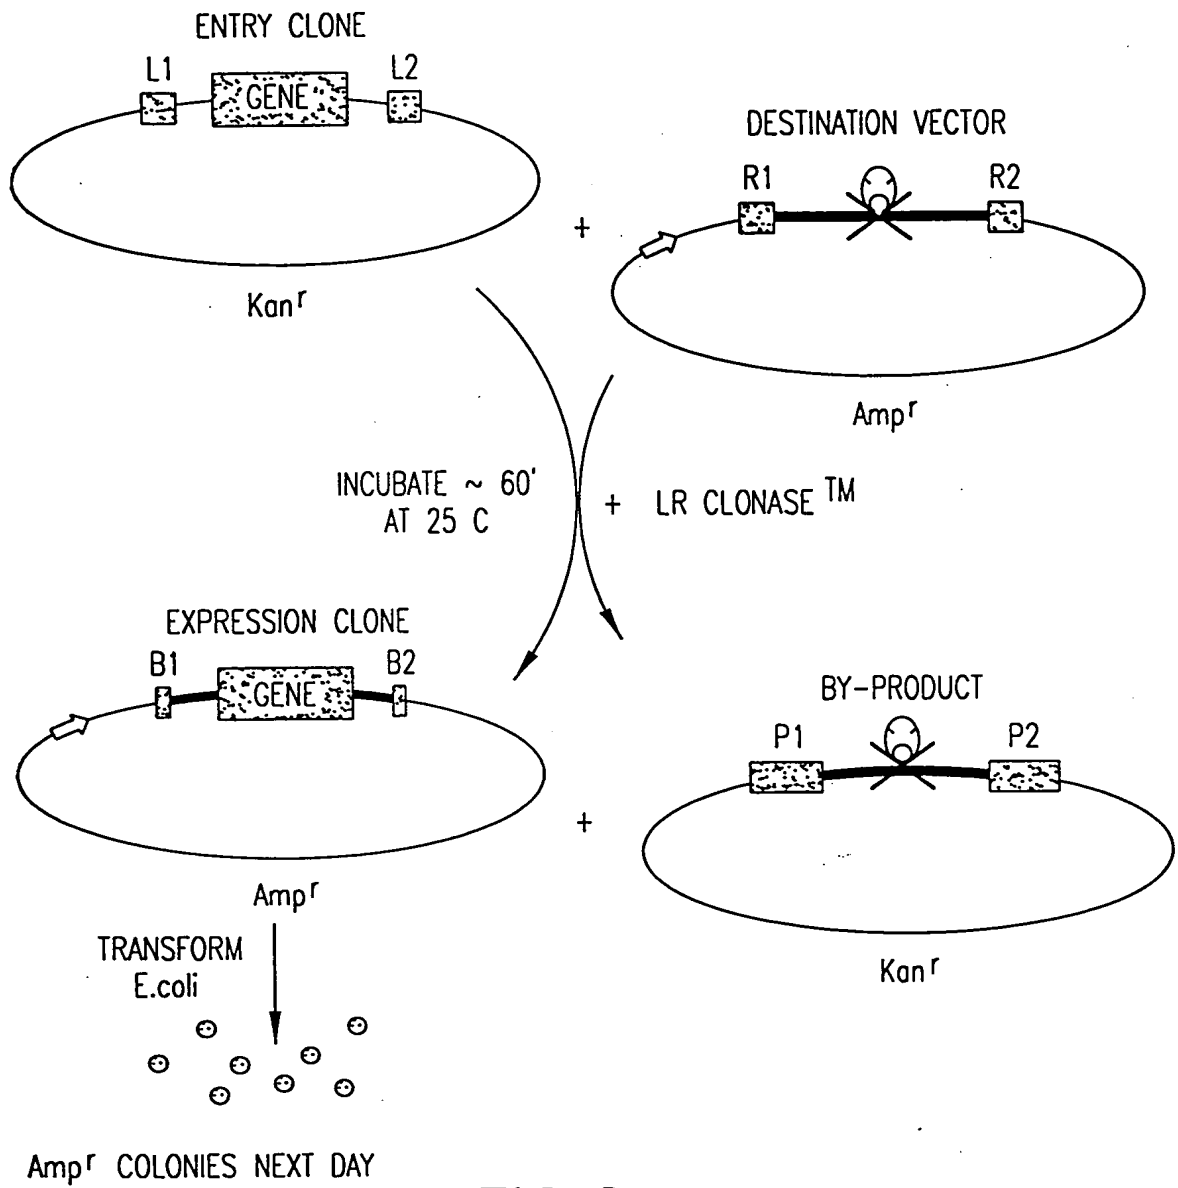 ENTRY CLONE
L1
GENE
L2
Kanr
+
DESTINATION VECTOR
R1
R2
Ampr
INCUBATE ~ 60'
AT 25 C
+ LR CLONASE TM
EXPRESSION CLONE
B1
GENE
B2
Ampr
+
BY-PRODUCT
P1
P2
Kanr
TRANSFORM
E.coli
Ampr COLONIES NEXT DAY